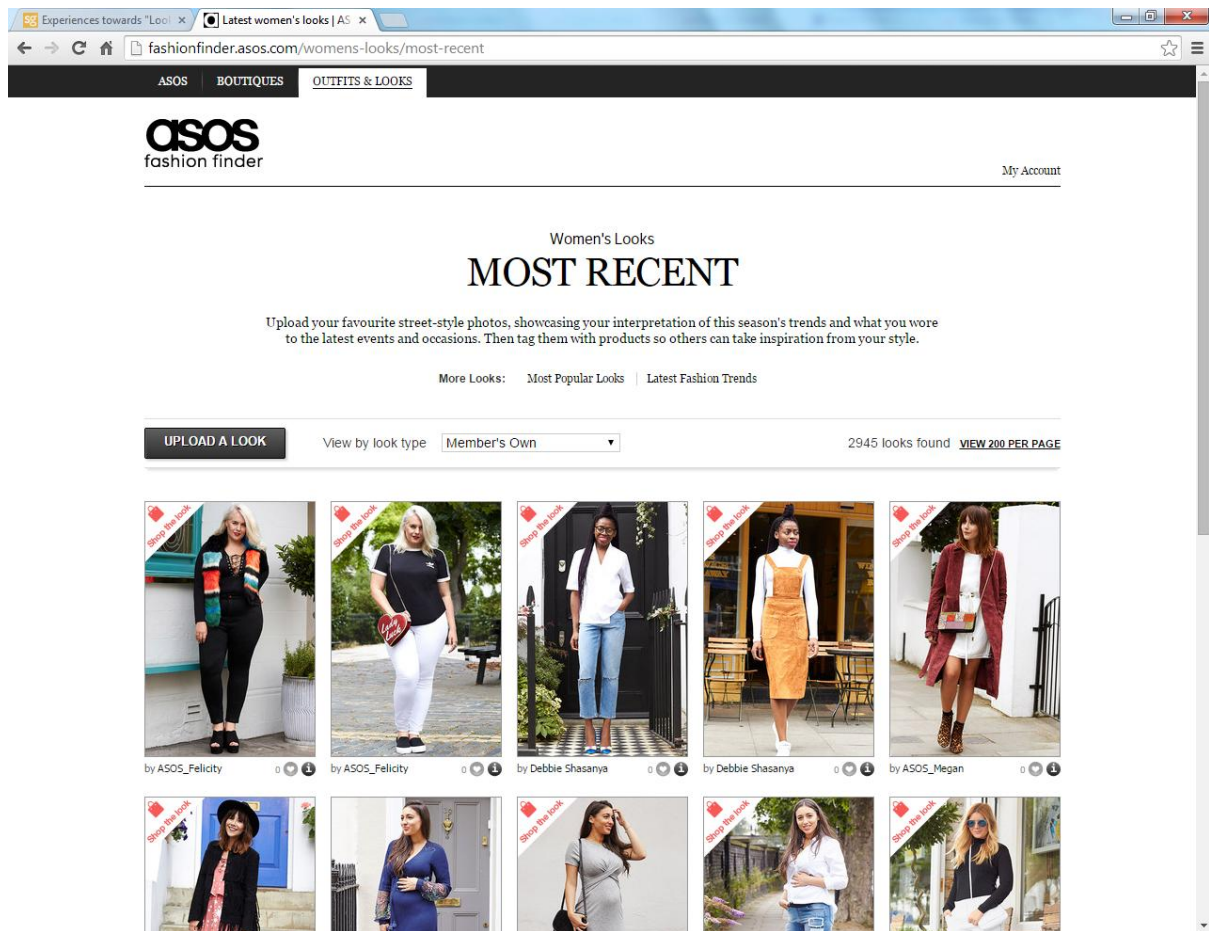 Experiences towards "Lool
Latest women's looks | AS
fashionfinder.asos.com/womens-looks/most-recent
ASOS BOUTIQUES OUTFITS & LOOKS
asos
fashion finder
My Account
Women's Looks
MOST RECENT
Upload your favourite street-style photos, showcasing your interpretation of this season's trends and what you wore
to the latest events and occasions. Then tag them with products so others can take inspiration from your style.
More Looks: Most Popular Looks Latest Fashion Trends
UPLOAD A LOOK View by look type Member's Own 2945 looks found VIEW 200 PER PAGE
Shop the look Shop the look Shop the look Shop the look Shop the look
Lady Luck
by ASOS_Felicity 0 by ASOS_Felicity 0 by Debbie Shasanya 0 by Debbie Shasanya 0 by ASOS_Megan 0
Shop the look Shop the look Shop the look Shop the look